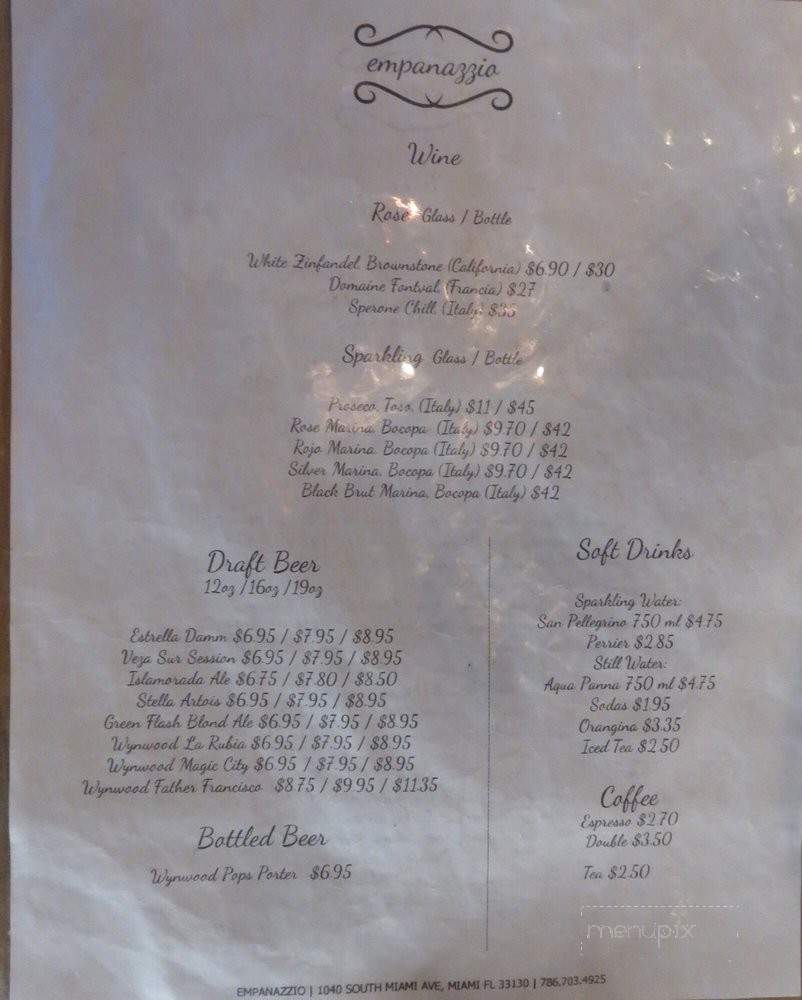 empanazzio
Wine
Rose Glass / Bottle
White Zinfandel, Brownstone (California) $6.90 / $30
Domaine Fontval, (Francia) $27
Sperone Chill, (Italy) $35
Sparkling Glass / Bottle
Proseco, Toso, (Italy) $11 / $45
Rose Marina, Bocopa (Italy) $9.70 / $42
Rojo Marina, Bocopa (Italy) $9.70 / $42
Silver Marina, Bocopa (Italy) $9.70 / $42
Black Brut Marina, Bocopa (Italy) $42
Draft Beer
12oz /16oz /19oz
Estrella Damm $6.95 / $7.95 / $8.95
Veza Sur Session $6.95 / $7.95 / $8.95
Islamorada Ale $6.75 / $7.80 / $8.50
Stella Artois $6.95 / $7.95 / $8.95
Green Flash Blond Ale $6.95 / $7.95 / $8.95
Wynwood La Rubia $6.95 / $7.95 / $8.95
Wynwood Magic City $6.95 / $7.95 / $8.95
Wynwood Father Francisco $8.75 / $9.95 / $11.35
Bottled Beer
Wynwood Pops Porter $6.95
Soft Drinks
Sparkling Water:
San Pellegrino 750 ml $4.75
Perrier $2.85
Still Water:
Aqua Panna 750 ml $4.75
Sodas $1.95
Orangina $3.35
Iced Tea $2.50
Coffee
Espresso $2.70
Double $3.50
Tea $2.50
menupix
EMPANAZZIO | 1040 SOUTH MIAMI AVE, MIAMI FL 33130 | 786.703.4925